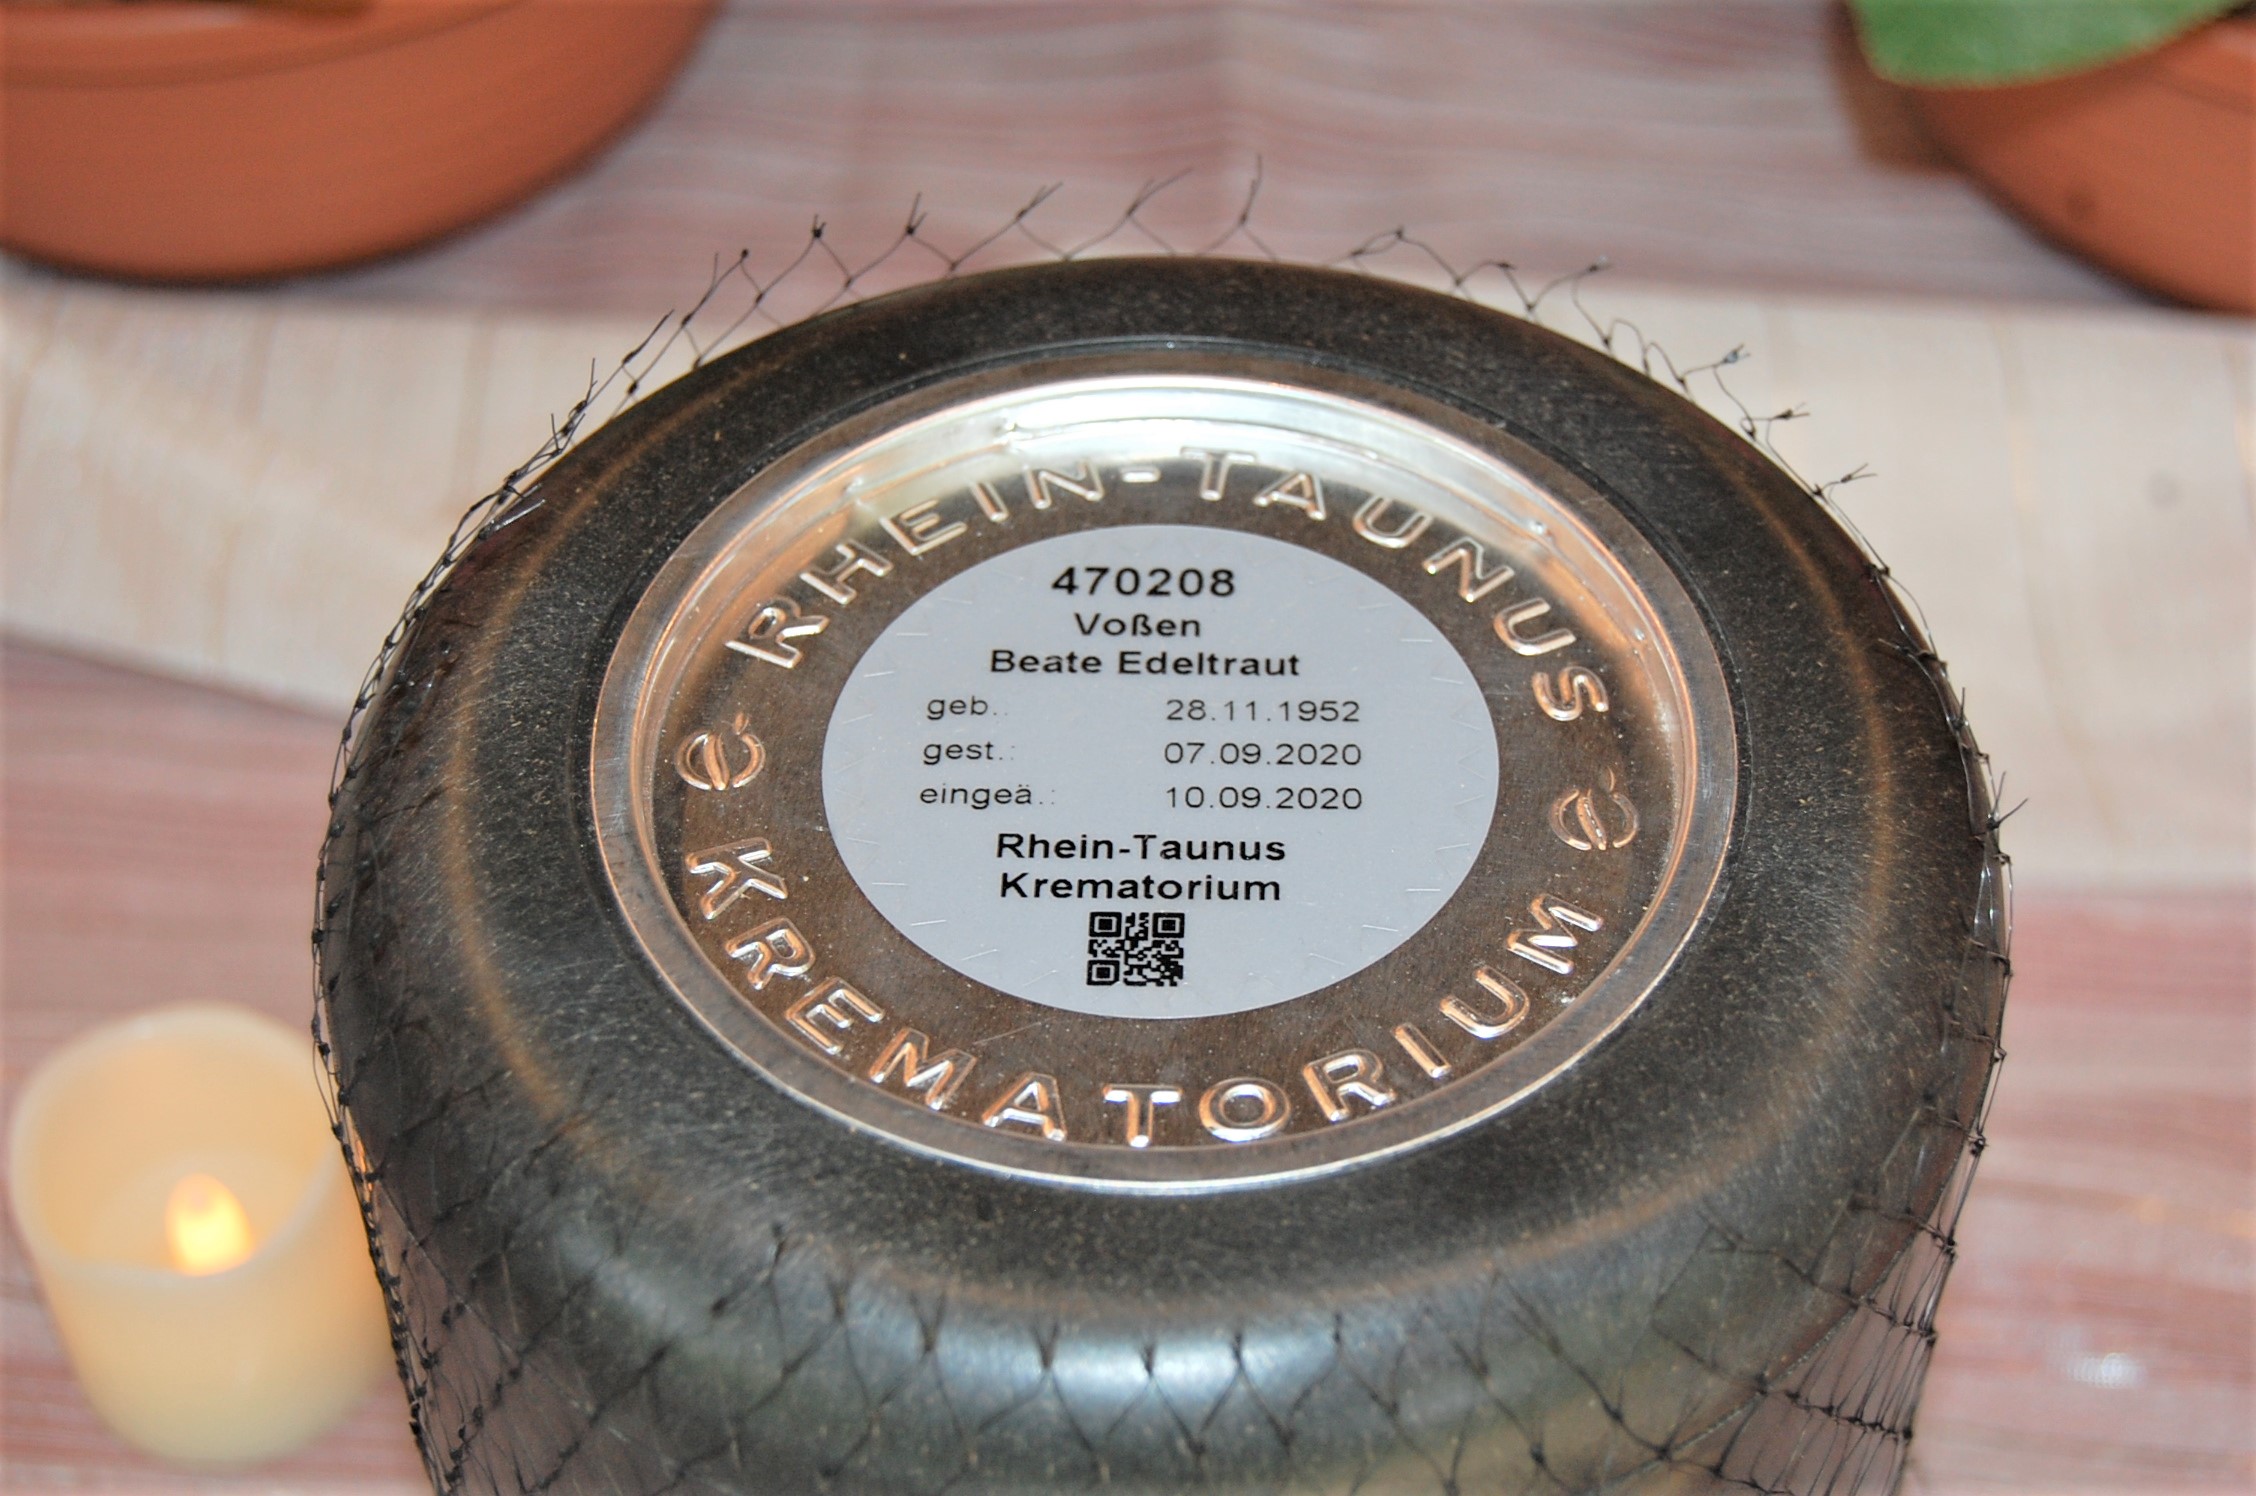 RHEIN-TAUNUS
470208
Voßen
Beate Edeltraut
geb.: 28.11.1952
gest.: 07.09.2020
eingeä.: 10.09.2020
Rhein-Taunus
Krematorium
KREMATORIUM